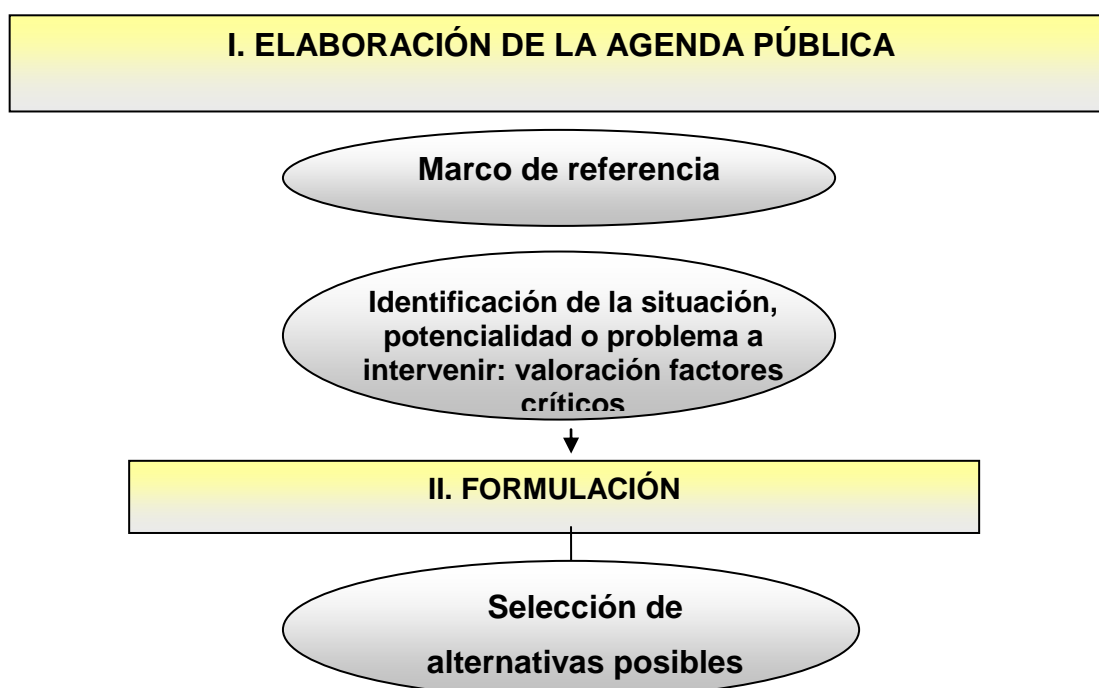 I. ELABORACIÓN DE LA AGENDA PÚBLICA
Marco de referencia
Identificación de la situación,
potencialidad o problema a
intervenir: valoración factores
críticos
II. FORMULACIÓN
Selección de
alternativas posibles